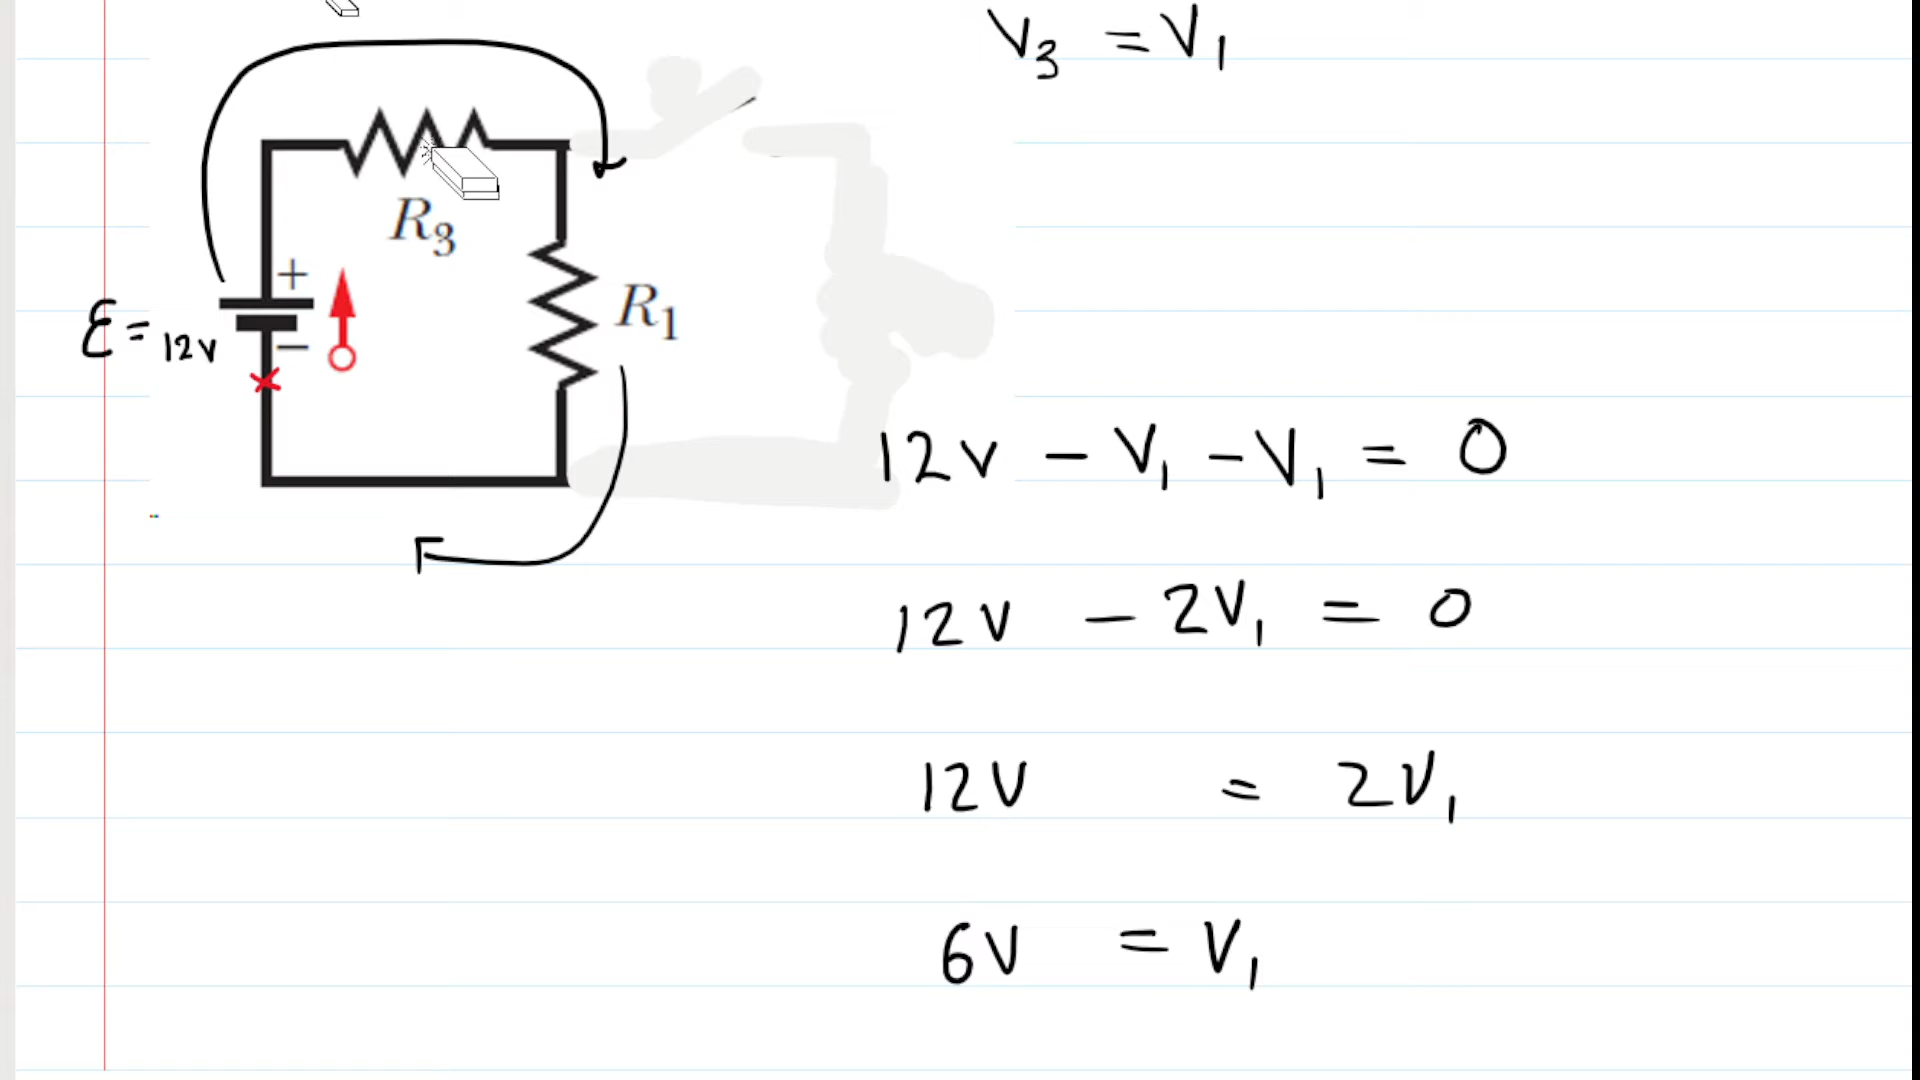 V₃ = V₁
R₃
+
R₁
Ɛ = 12V
−
12V − V₁ − V₁ = 0
12V − 2V₁ = 0
12V = 2V₁
6V = V₁